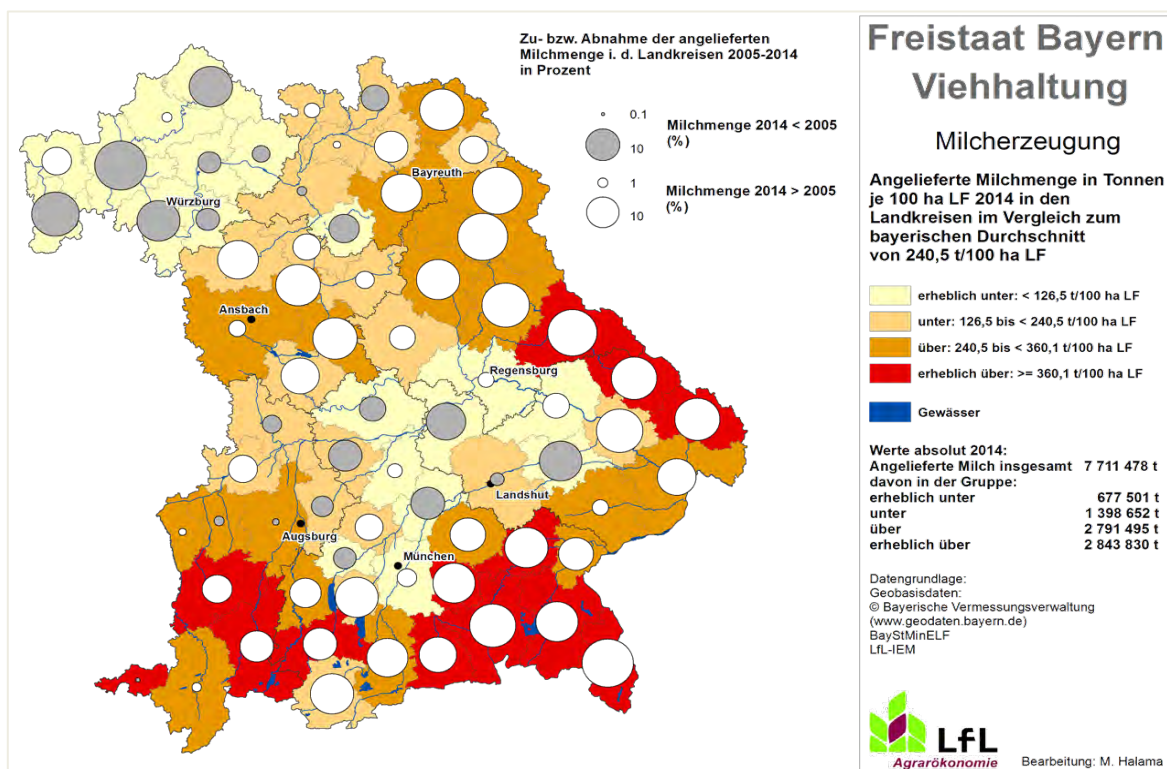 Zu- bzw. Abnahme der angelieferten
Milchmenge i. d. Landkreisen 2005-2014
in Prozent
0.1
10
Milchmenge 2014 < 2005
(%)
1
10
Milchmenge 2014 > 2005
(%)
Bayreuth
Würzburg
Ansbach
Regensburg
Landshut
Augsburg
München
Freistaat Bayern
Viehhaltung
Milcherzeugung
Angelieferte Milchmenge in Tonnen
je 100 ha LF 2014 in den
Landkreisen im Vergleich zum
bayerischen Durchschnitt
von 240,5 t/100 ha LF
erheblich unter: < 126,5 t/100 ha LF
unter: 126,5 bis < 240,5 t/100 ha LF
über: 240,5 bis < 360,1 t/100 ha LF
erheblich über: >= 360,1 t/100 ha LF
Gewässer
Werte absolut 2014:
Angelieferte Milch insgesamt 7 711 478 t
davon in der Gruppe:
erheblich unter 677 501 t
unter 1 398 652 t
über 2 791 495 t
erheblich über 2 843 830 t
Datengrundlage:
Geobasisdaten:
© Bayerische Vermessungsverwaltung
(www.geodaten.bayern.de)
BayStMinELF
LfL-IEM
LfL
Agrarökonomie
Bearbeitung: M. Halama